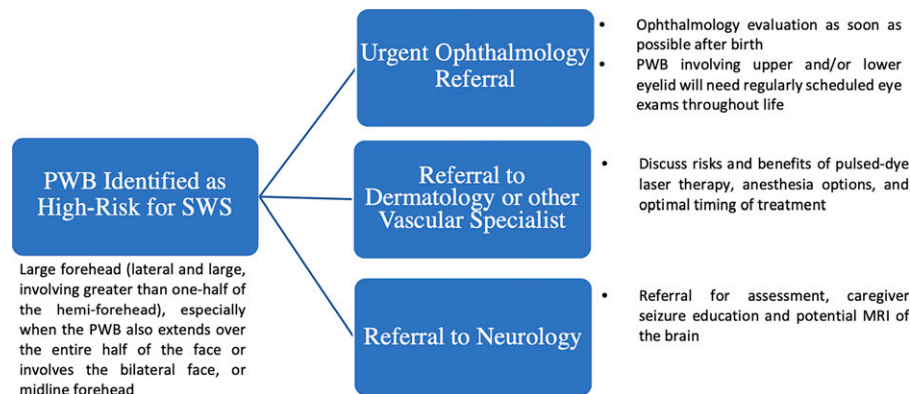 PWB Identified as
High-Risk for SWS
Large forehead (lateral and large,
involving greater than one-half of
the hemi-forehead), especially
when the PWB also extends over
the entire half of the face or
involves the bilateral face, or
midline forehead
Urgent Ophthalmology
Referral
• Ophthalmology evaluation as soon as
possible after birth
• PWB involving upper and/or lower
eyelid will need regularly scheduled eye
exams throughout life
Referral to
Dermatology or other
Vascular Specialist
• Discuss risks and benefits of pulsed-dye
laser therapy, anesthesia options, and
optimal timing of treatment
Referral to Neurology
• Referral for assessment, caregiver
seizure education and potential MRI of
the brain